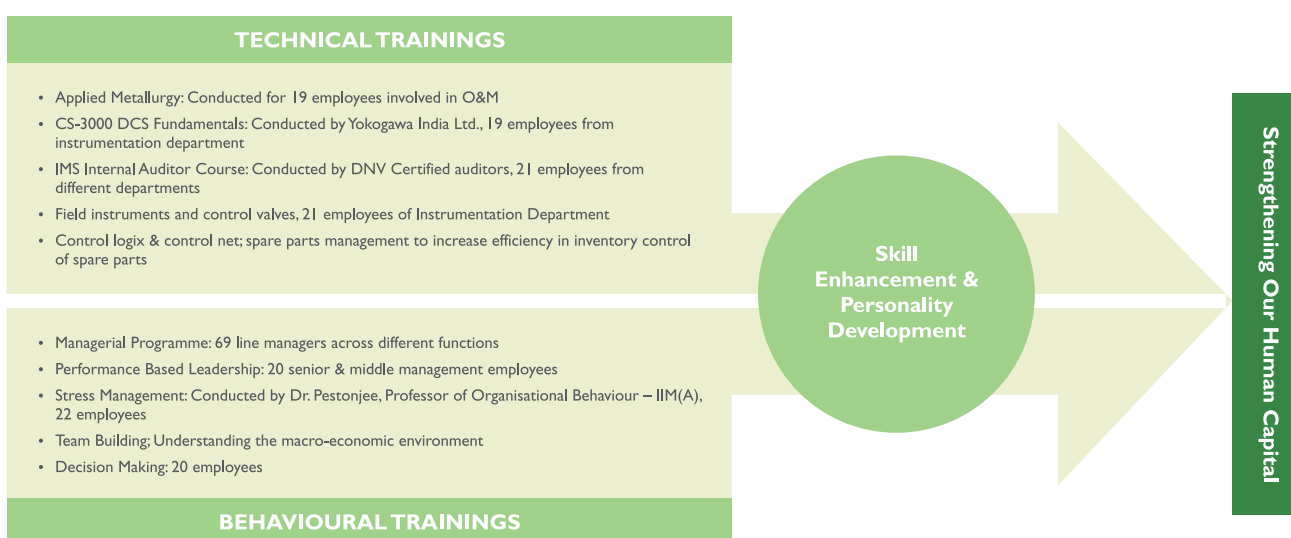 TECHNICAL TRAININGS
• Applied Metallurgy: Conducted for 19 employees involved in O&M
• CS-3000 DCS Fundamentals: Conducted by Yokogawa India Ltd., 19 employees from
instrumentation department
• IMS Internal Auditor Course: Conducted by DNV Certified auditors, 21 employees from
different departments
• Field instruments and control valves, 21 employees of Instrumentation Department
• Control logix & control net; spare parts management to increase efficiency in inventory control
of spare parts
• Managerial Programme: 69 line managers across different functions
• Performance Based Leadership: 20 senior & middle management employees
• Stress Management: Conducted by Dr. Pestonjee, Professor of Organisational Behaviour – IIM(A),
22 employees
• Team Building; Understanding the macro-economic environment
• Decision Making: 20 employees
BEHAVIOURAL TRAININGS
Skill
Enhancement &
Personality
Development
Strengthening Our Human Capital